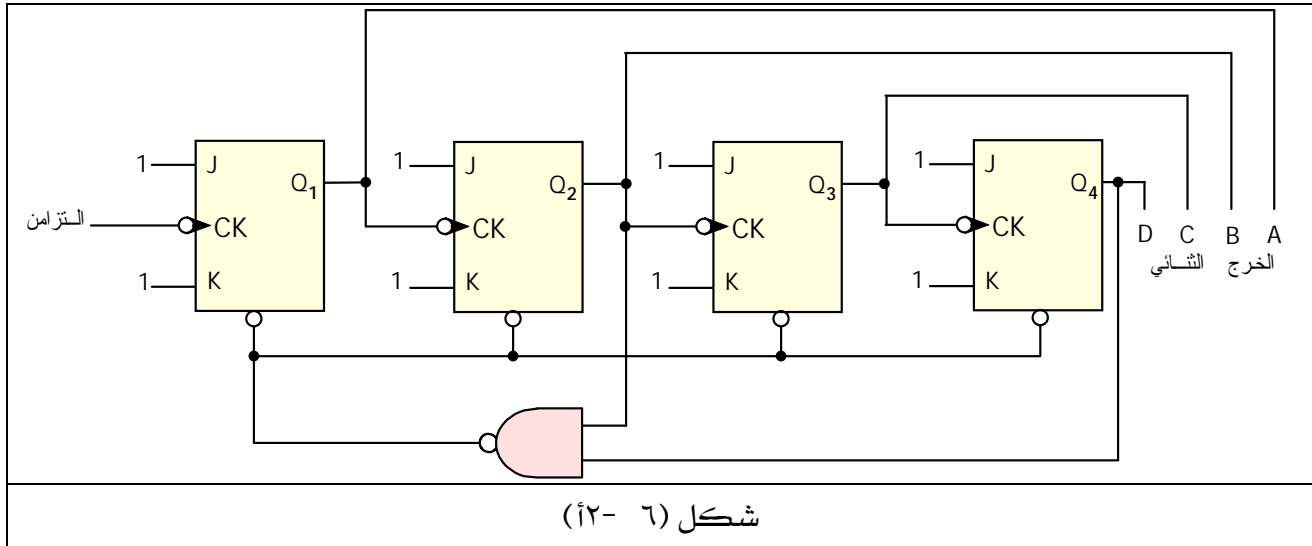 1 J Q1 1 J Q2 1 J Q3 1 J Q4
التزامن CK CK CK CK
D C B A
الخرج الثنائي
1 K 1 K 1 K 1 K
شكل (٦ -٢أ)